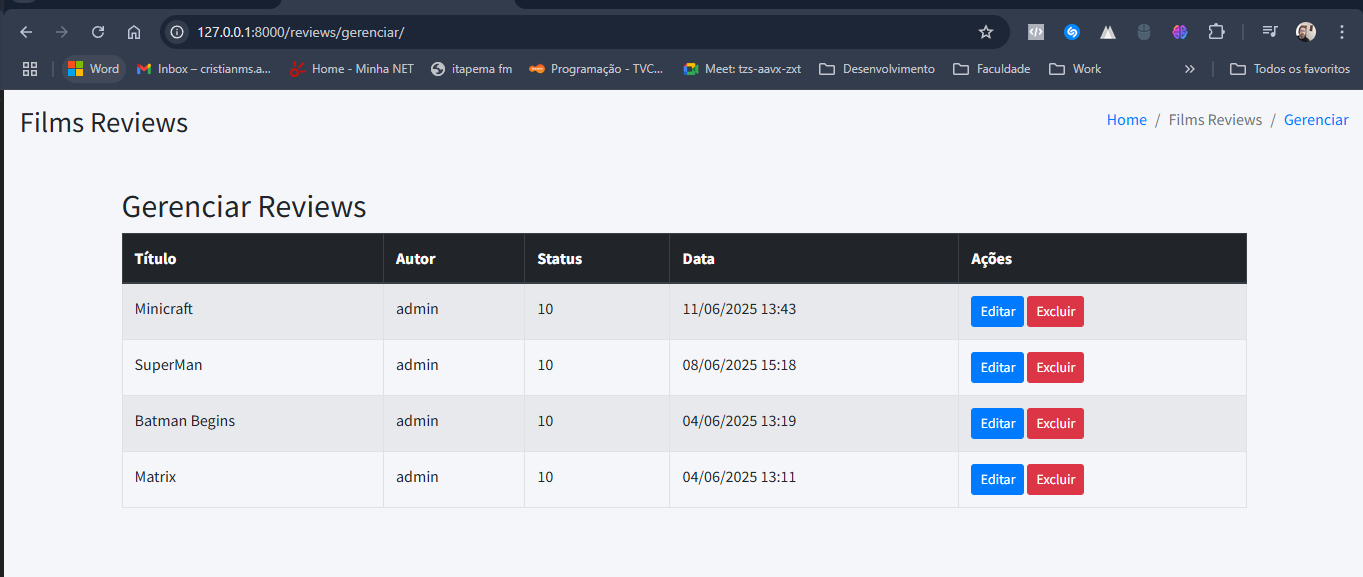 127.0.0.1:8000/reviews/gerenciar/
Word Inbox – cristianms.a... Home - Minha NET itapema fm Programação - TVC... Meet: tzs-aavx-zxt Desenvolvimento Faculdade Work » Todos os favoritos
Films Reviews Home / Films Reviews / Gerenciar
Gerenciar Reviews
Título Autor Status Data Ações
Minicraft admin 10 11/06/2025 13:43 Editar Excluir
SuperMan admin 10 08/06/2025 15:18 Editar Excluir
Batman Begins admin 10 04/06/2025 13:19 Editar Excluir
Matrix admin 10 04/06/2025 13:11 Editar Excluir